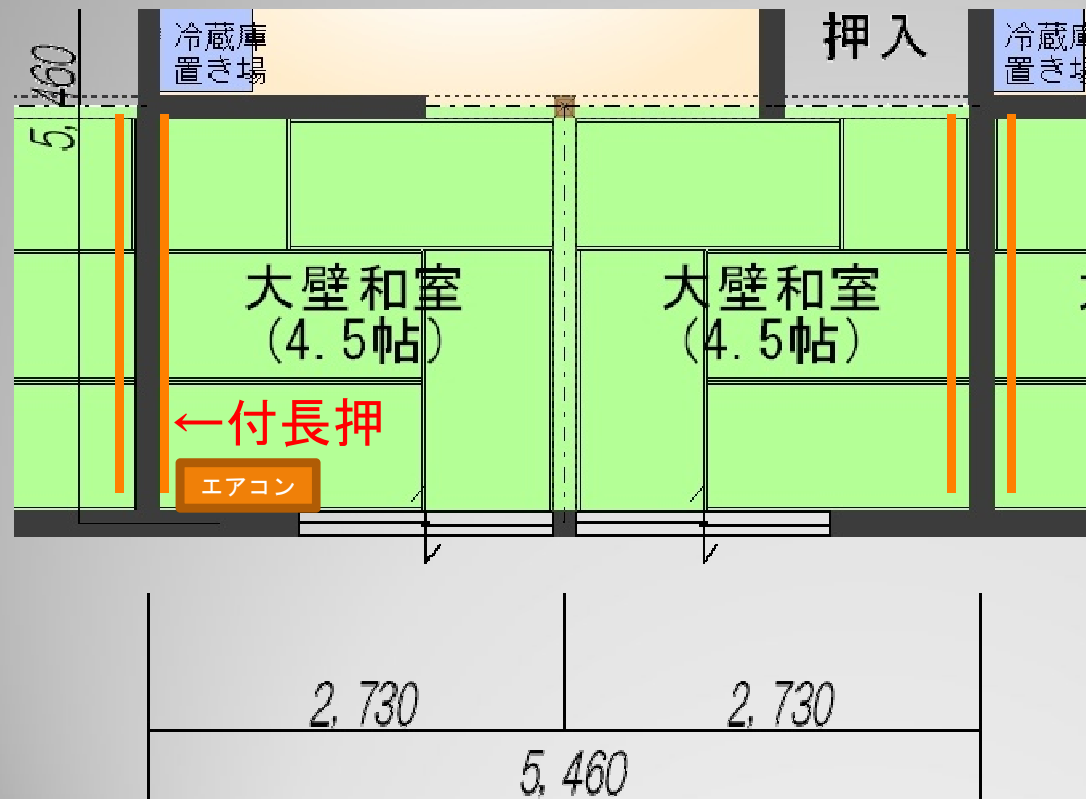 冷蔵庫
置き場
押入
冷蔵庫
置き場
5,460
大壁和室
(4.5帖)
大壁和室
(4.5帖)
←付長押
エアコン
2,730
2,730
5,460